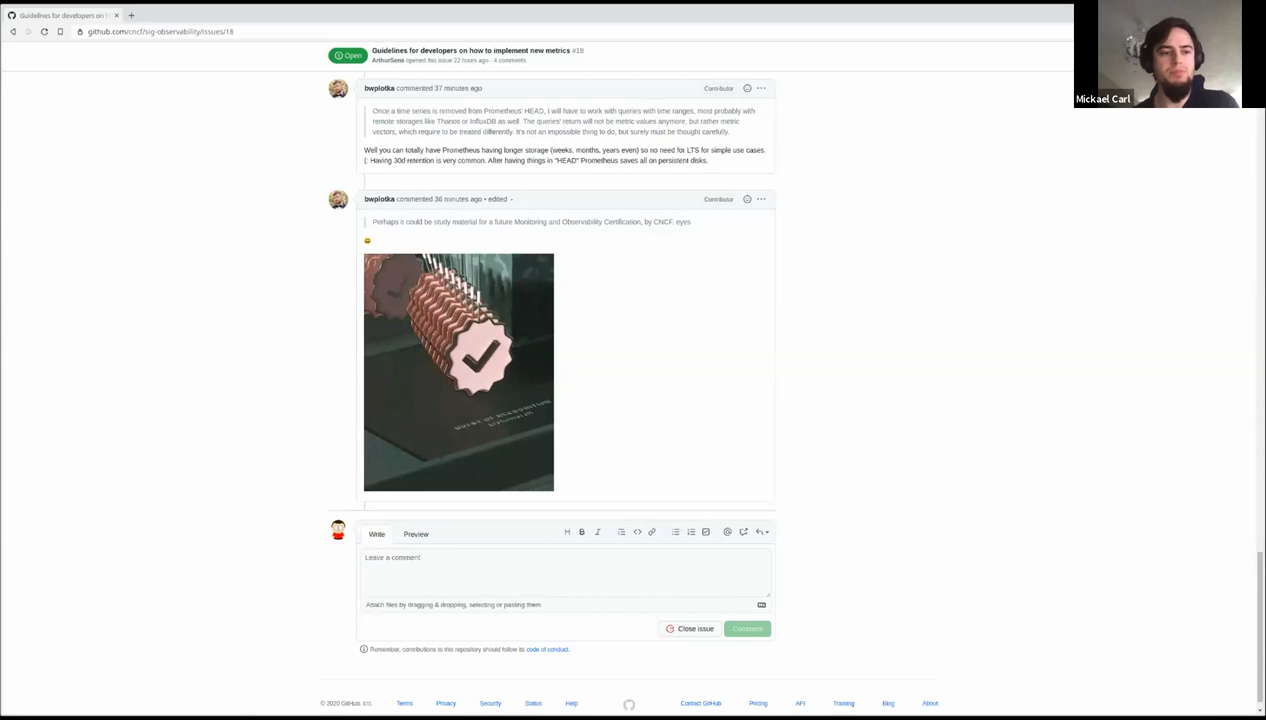 Guidelines for developers on h
github.com/cncf/sig-observability/issues/18
Open
Guidelines for developers on how to implement new metrics #18
ArthurSens opened this issue 22 hours ago · 4 comments
Mickael Carl
bwplotka commented 37 minutes ago
Contributor
Once a time series is removed from Prometheus' HEAD, I will have to work with queries with time ranges, most probably with
remote storages like Thanos or InfluxDB as well. The queries' return will not be metric values anymore, but rather metric
vectors, which require to be treated differently. It's not an impossible thing to do, but surely must be thought carefully.
Well you can totally have Prometheus having longer storage (weeks, months, years even) so no need for LTS for simple use cases.
(: Having 30d retention is very common. After having things in "HEAD" Prometheus saves all on persistent disks.
bwplotka commented 36 minutes ago • edited
Contributor
Perhaps it could be study material for a future Monitoring and Observability Certification, by CNCF. eyes
Write
Preview
Leave a comment
Attach files by dragging & dropping, selecting or pasting them.
Close issue
Comment
Remember, contributions to this repository should follow its code of conduct.
© 2020 GitHub, Inc.
Terms
Privacy
Security
Status
Help
Contact GitHub
Pricing
API
Training
Blog
About